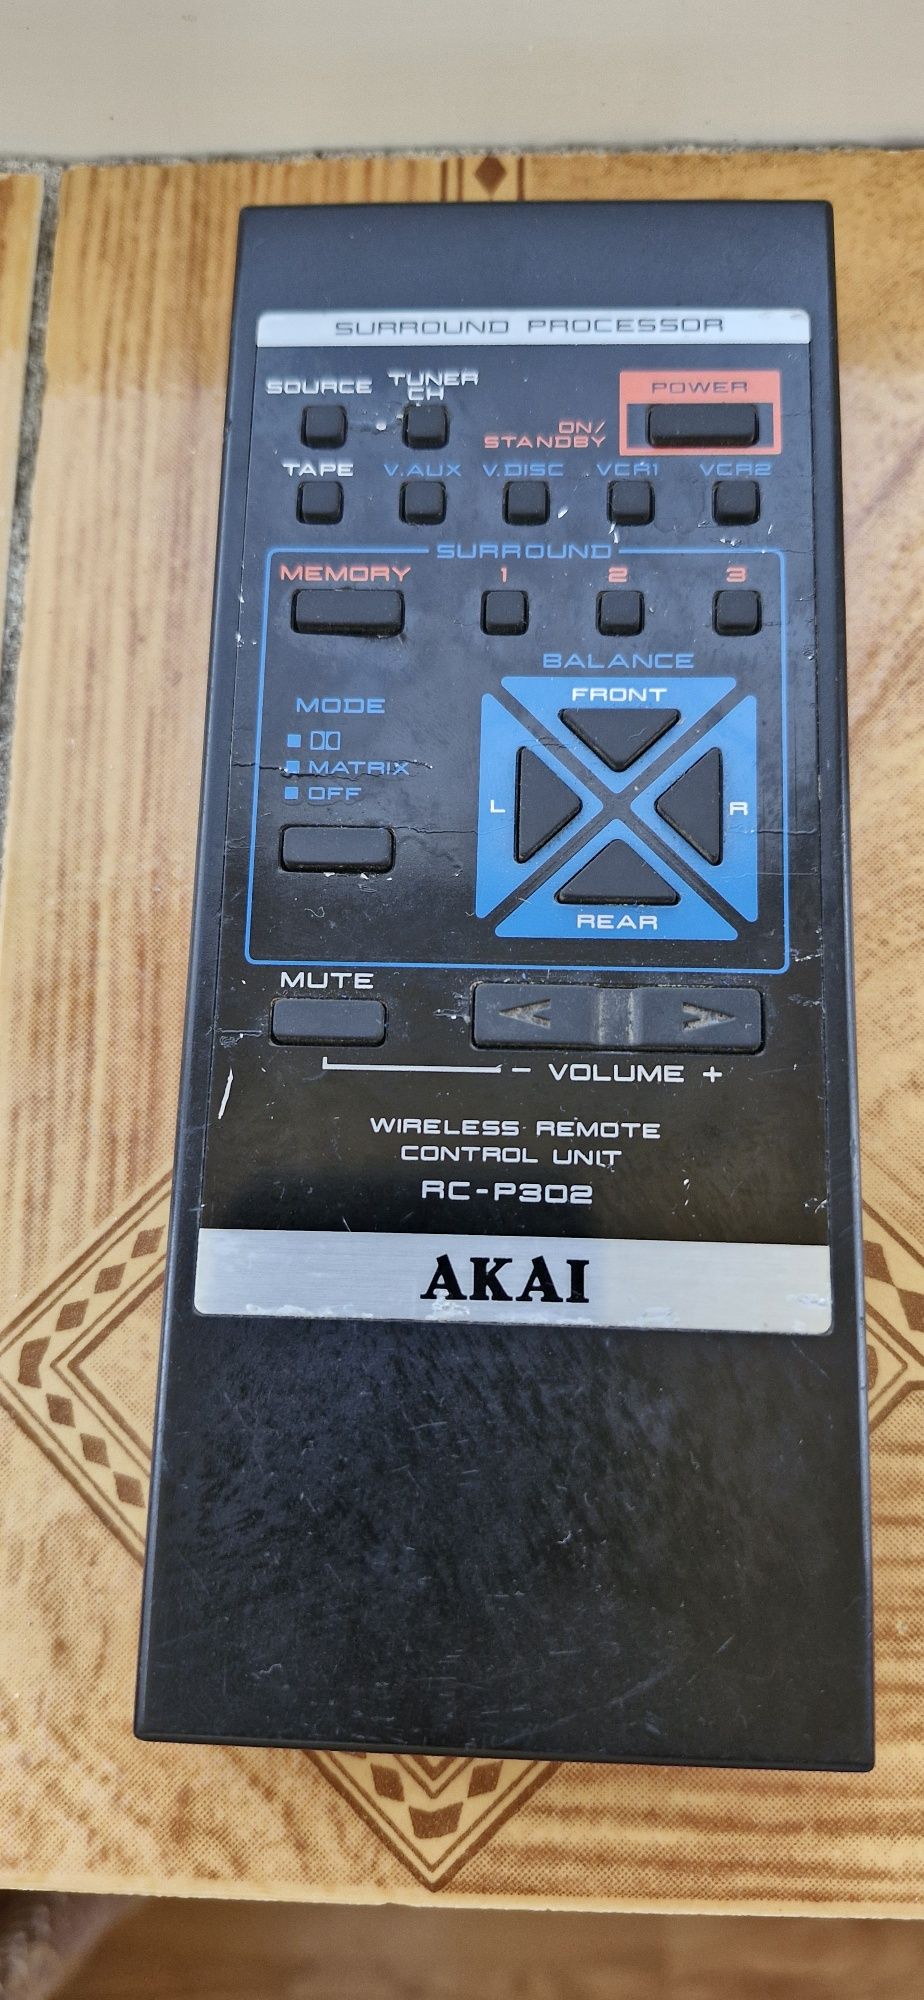 SURROUND PROCESSOR
SOURCE TUNER CH POWER
ON/
STANDBY
TAPE V.AUX V.DISC VCR1 VCR2
SURROUND
MEMORY 1 2 3
BALANCE
FRONT
MODE
MATRIX
L R
OFF
REAR
MUTE
- VOLUME +
WIRELESS REMOTE
CONTROL UNIT
RC-P302
AKAI